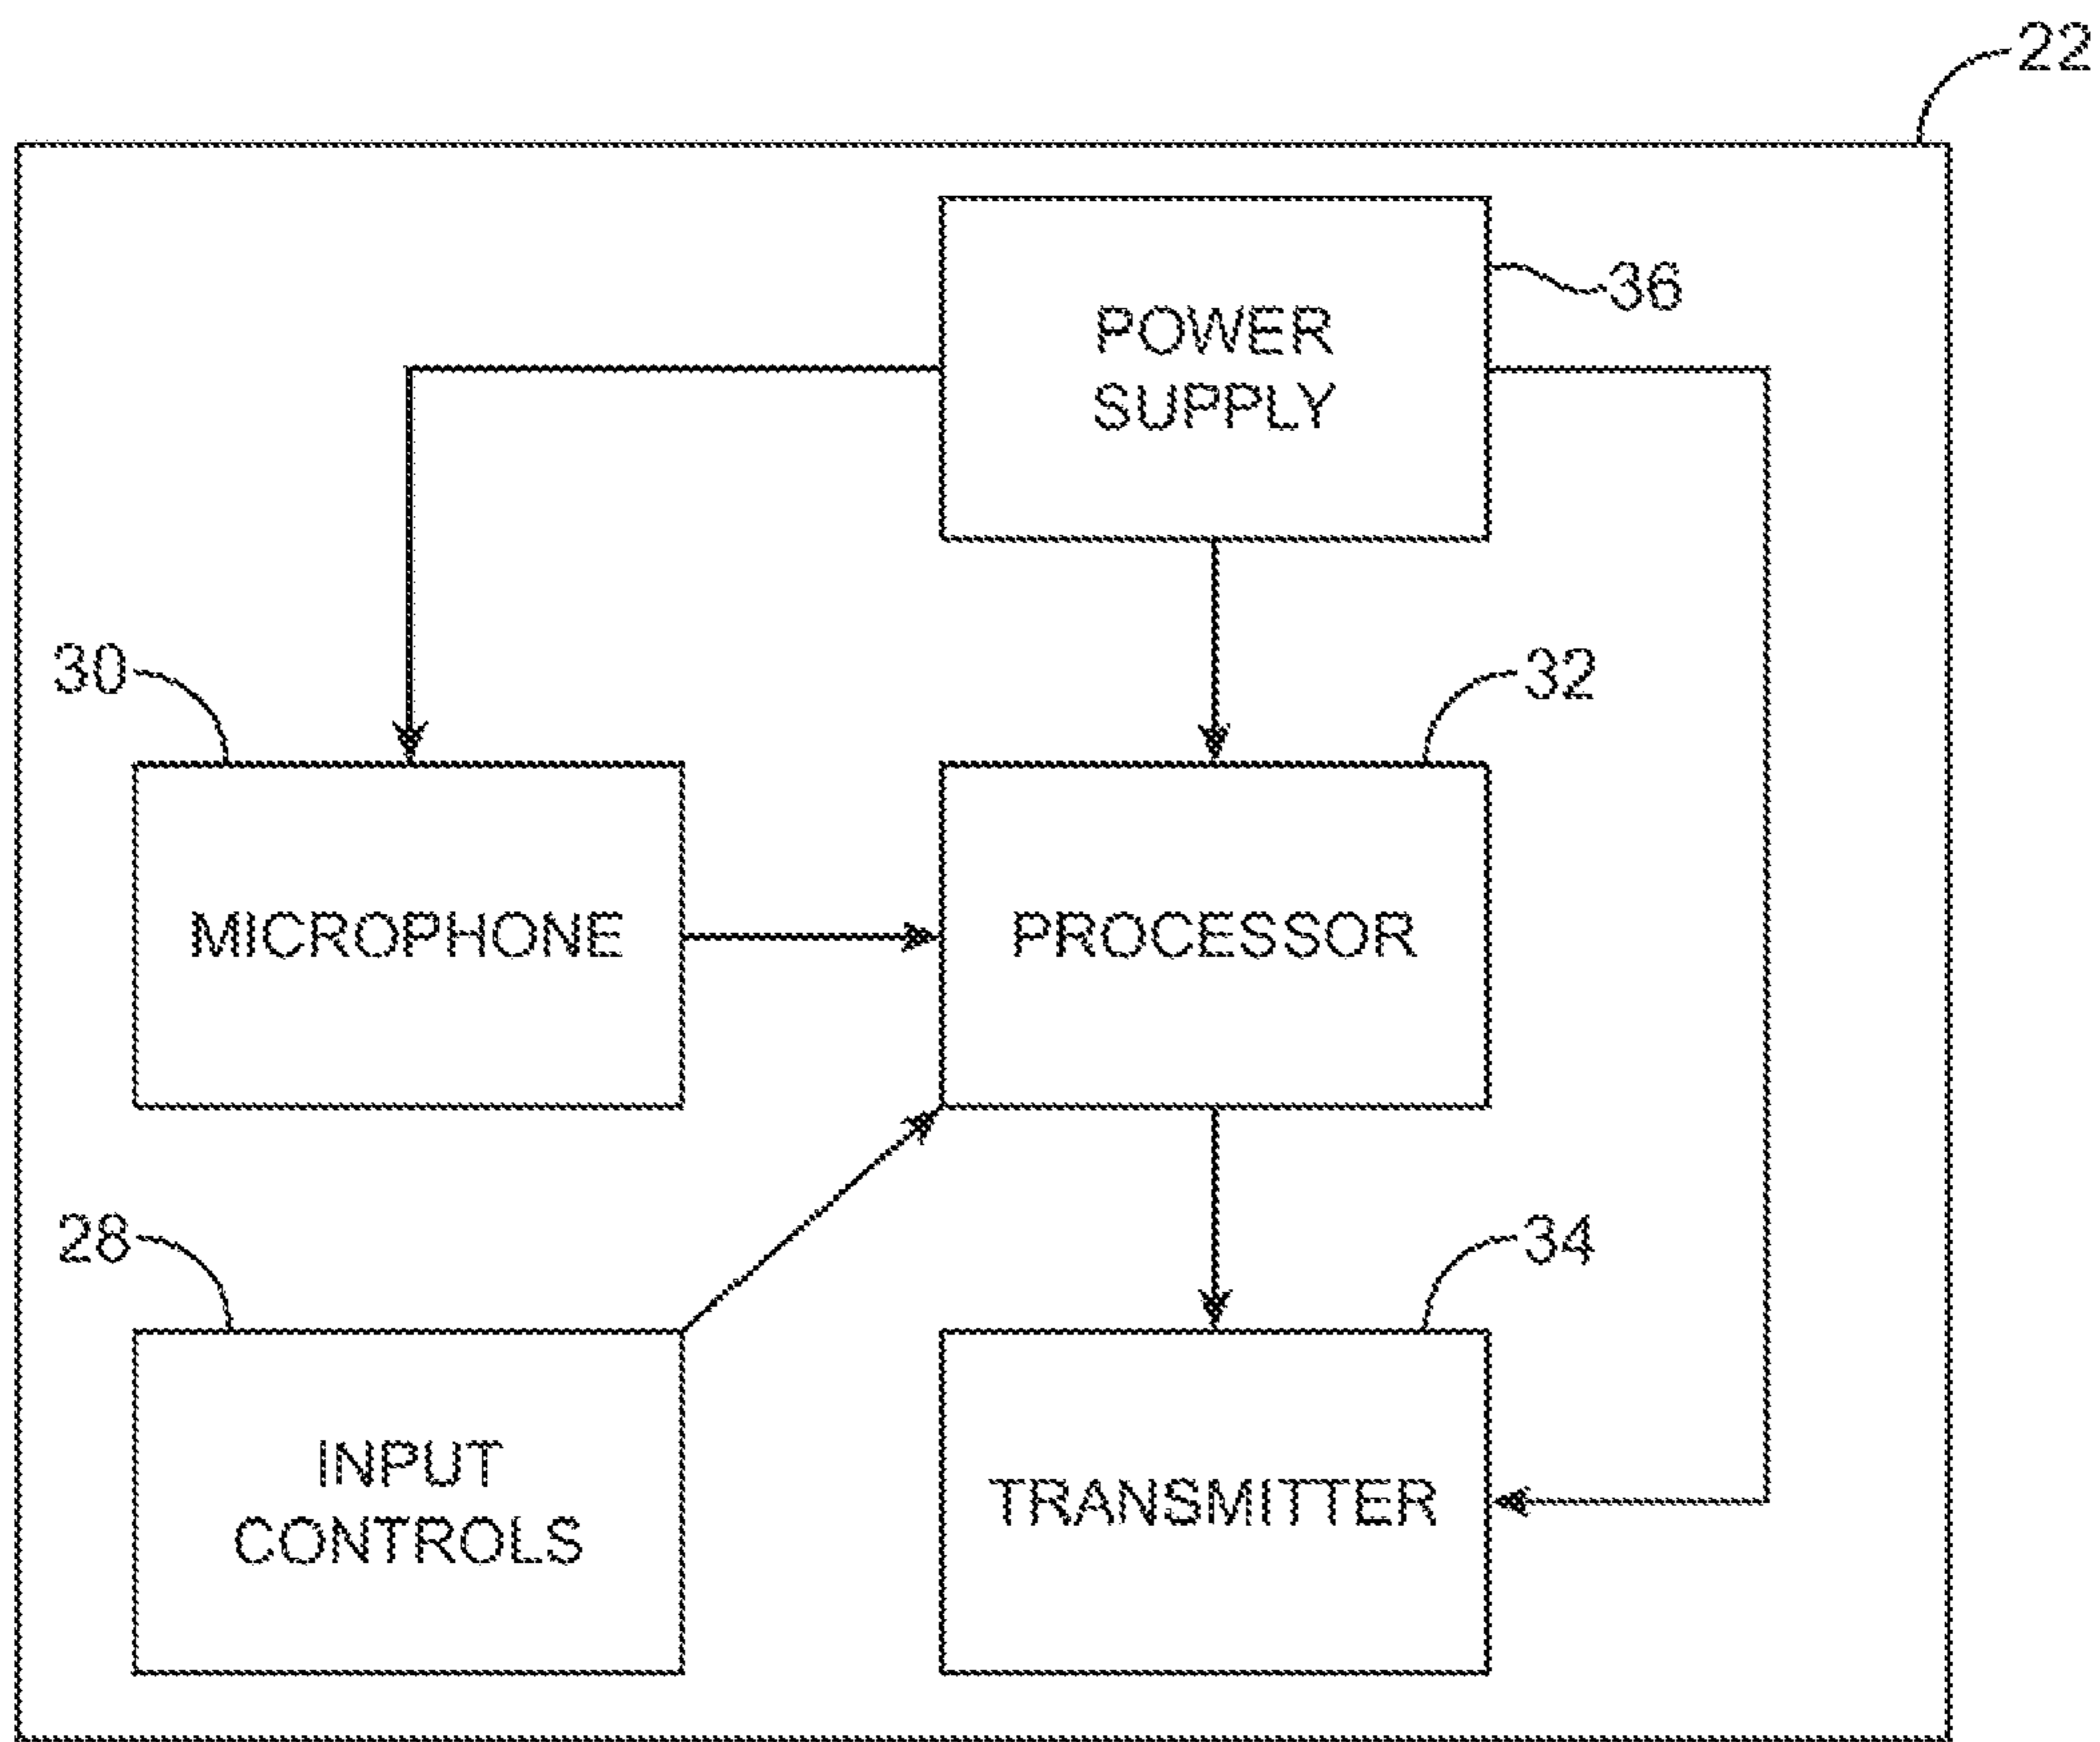 22
36
POWER
SUPPLY
30
32
MICROPHONE
PROCESSOR
28
34
INPUT
CONTROLS
TRANSMITTER